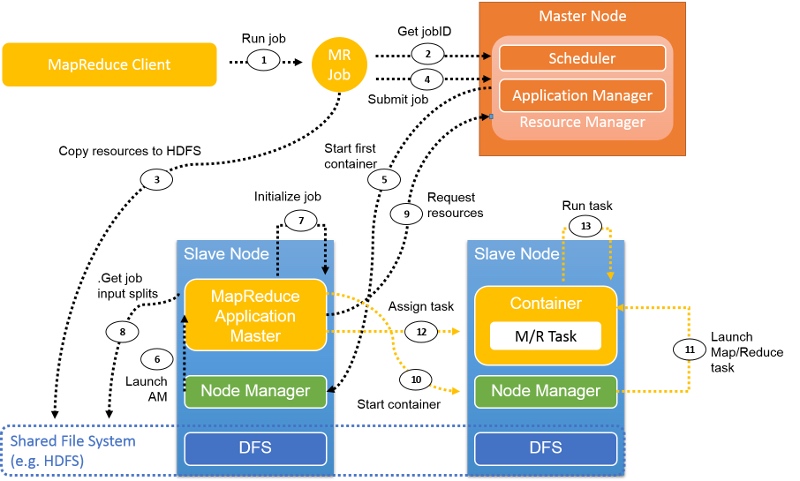 Master Node
Run job
1
MapReduce Client
MR
Job
Get jobID
2
4
Submit job
Scheduler
Application Manager
Resource Manager
Copy resources to HDFS
3
Start first
container
5
Request
resources
9
Initialize job
7
Run task
13
Slave Node
MapReduce
Application
Master
.Get job
input splits
8
6
Launch
AM
Node Manager
Assign task
12
10
Start container
Slave Node
Container
M/R Task
Node Manager
11
Launch
Map/Reduce
task
Shared File System
(e.g. HDFS)
DFS
DFS